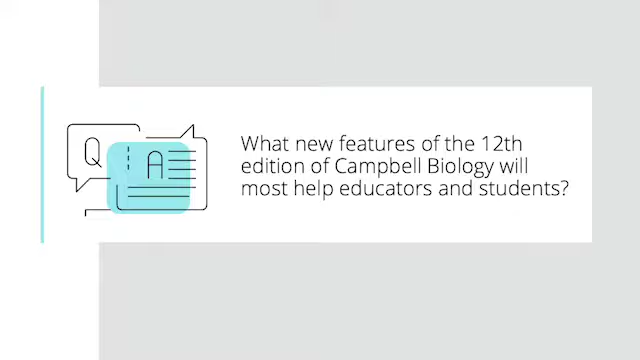 Q
A
What new features of the 12th
edition of Campbell Biology will
most help educators and students?